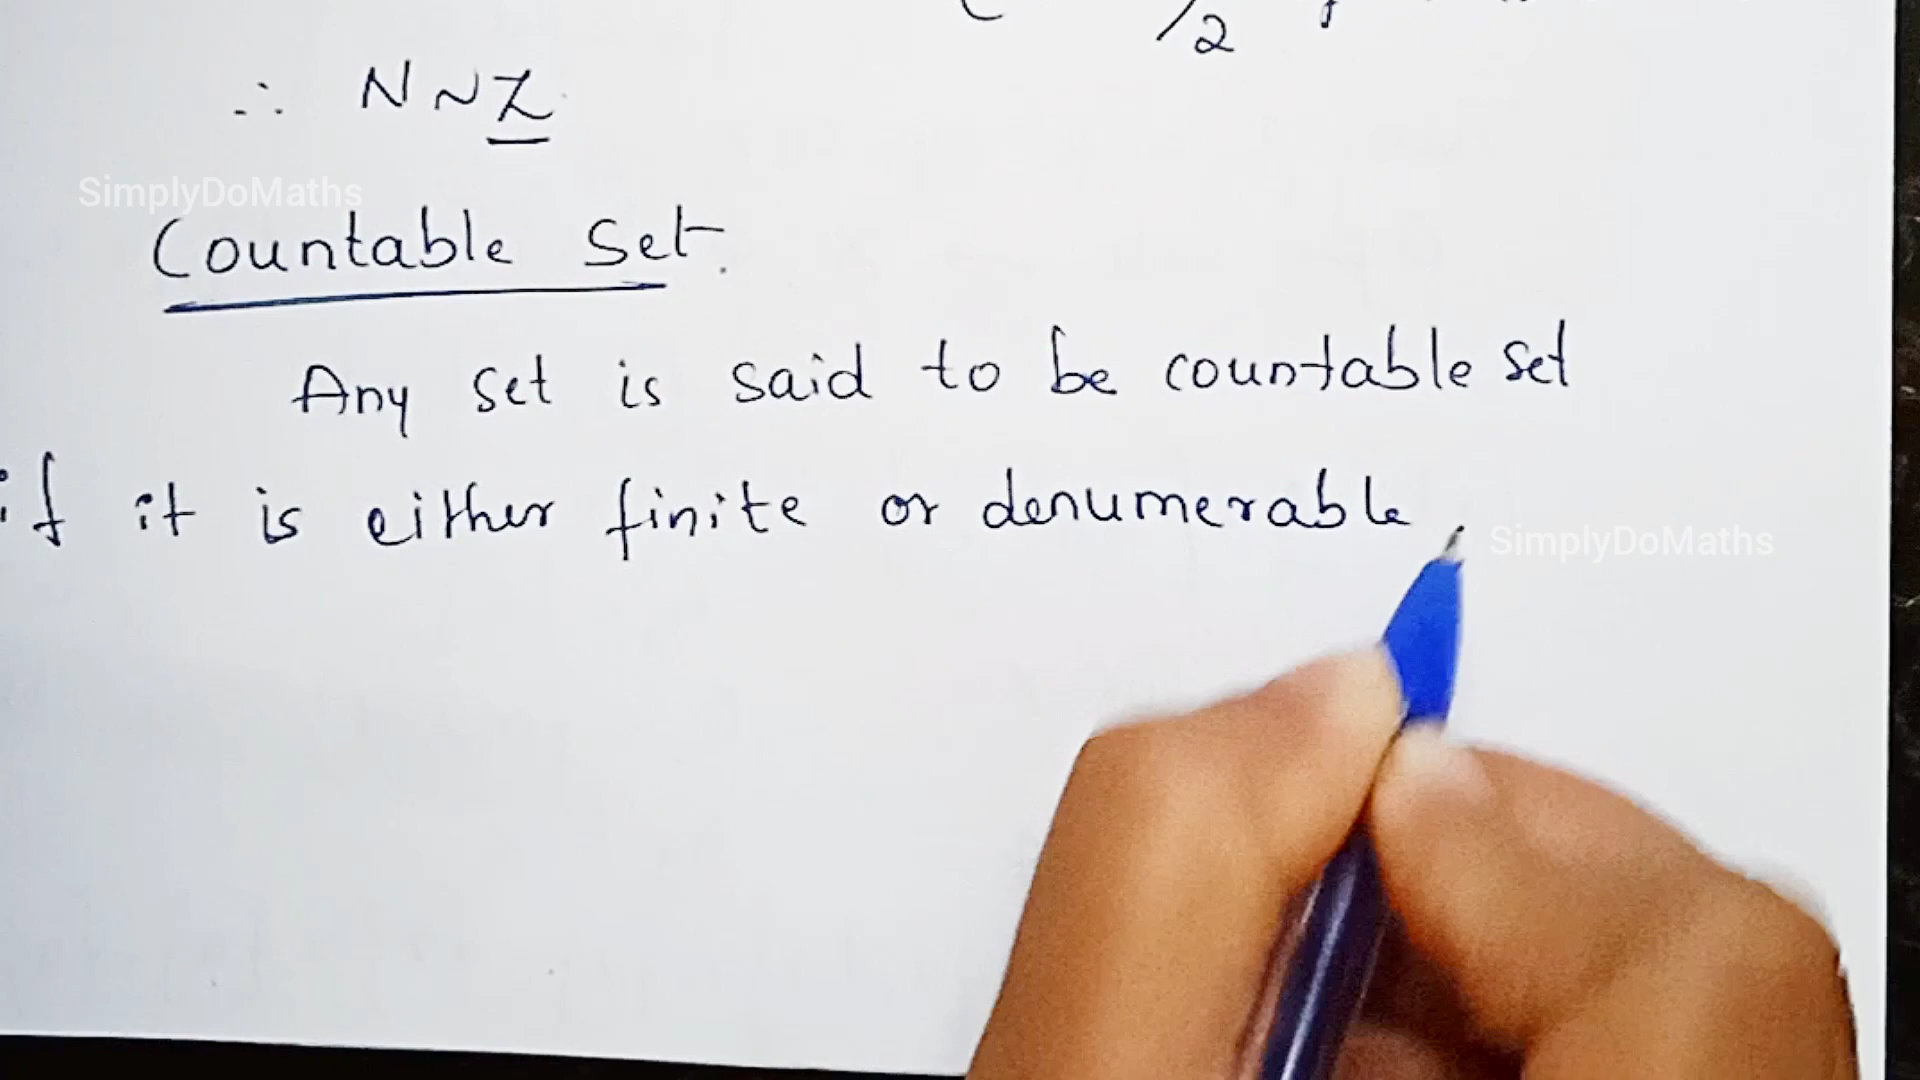 /2
∴ N ~ Z
SimplyDoMaths
Countable Set.
Any set is said to be countable set
if it is either finite or denumerable
SimplyDoMaths